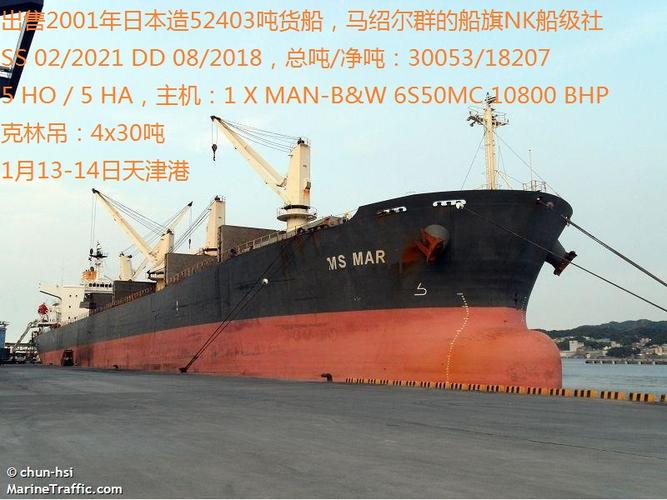 出售2001年日本造52403吨货船，马绍尔群的船旗NK船级社
SS 02/2021 DD 08/2018，总吨/净吨：30053/18207
5 HO / 5 HA，主机：1 X MAN-B&W 6S50MC 10800 BHP
克林吊：4x30吨
1月13-14日天津港
MS MAR
© chun-hsi
MarineTraffic.com